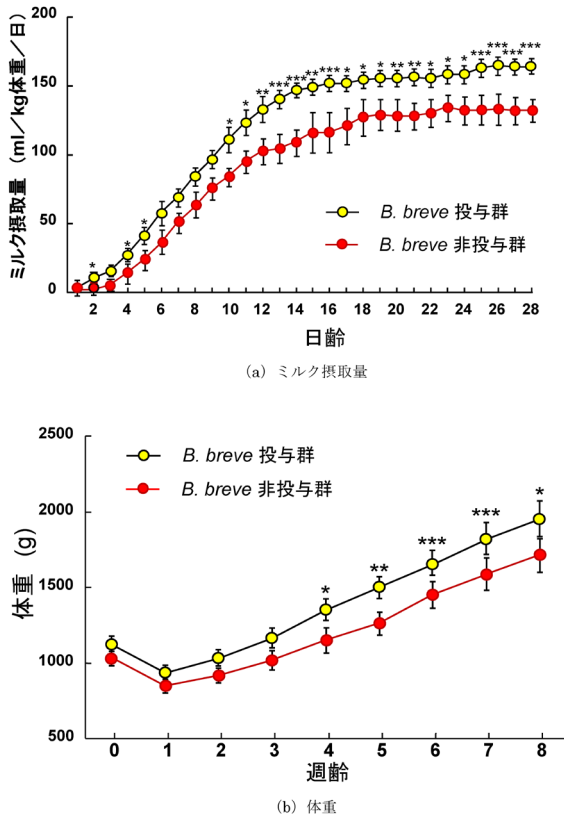 ミルク摂取量 (ml/kg体重/日)
200
150
100
50
0
* * * * * ** *** *** ** *** * * * ** ** * * * *** *** *** ***
B. breve 投与群
B. breve 非投与群
2 4 6 8 10 12 14 16 18 20 22 24 26 28
日齢
(a) ミルク摂取量
体重 (g)
2500
2000
1500
1000
500
B. breve 投与群
B. breve 非投与群
* ** *** *** *
0 1 2 3 4 5 6 7 8
週齢
(b) 体重